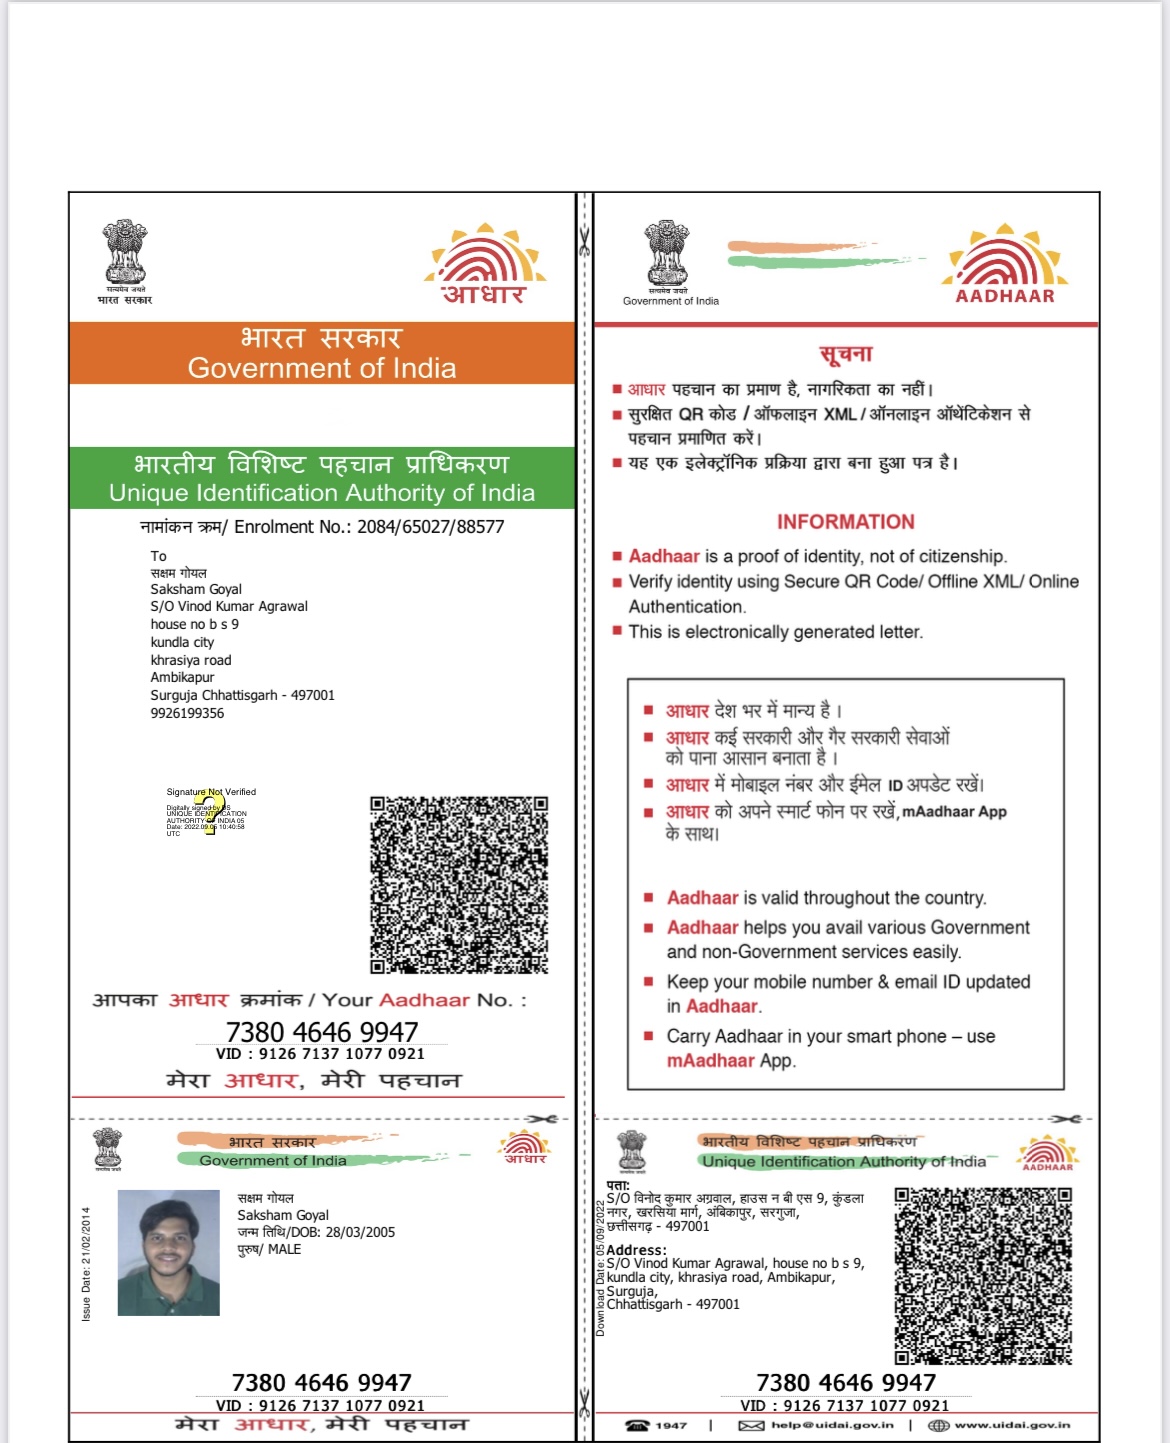 सत्यमेव जयते
भारत सरकार
आधार
भारत सरकार
Government of India
भारतीय विशिष्ट पहचान प्राधिकरण
Unique Identification Authority of India
नामांकन क्रम/ Enrolment No.: 2084/65027/88577
To
सक्षम गोयल
Saksham Goyal
S/O Vinod Kumar Agrawal
house no b s 9
kundla city
khrasiya road
Ambikapur
Surguja Chhattisgarh - 497001
9926199356
Signature Not Verified
Digitally signed by DS
UNIQUE IDENTIFICATION
AUTHORITY OF INDIA 05
Date: 2022.09.05 10:40:58
UTC
आपका आधार क्रमांक / Your Aadhaar No. :
7380 4646 9947
VID : 9126 7137 1077 0921
मेरा आधार, मेरी पहचान
सत्यमेव जयते
Government of India
AADHAAR
सूचना
आधार पहचान का प्रमाण है, नागरिकता का नहीं।
सुरक्षित QR कोड / ऑफलाइन XML / ऑनलाइन ऑथेंटिकेशन से
पहचान प्रमाणित करें।
यह एक इलेक्ट्रॉनिक प्रक्रिया द्वारा बना हुआ पत्र है।
INFORMATION
Aadhaar is a proof of identity, not of citizenship.
Verify identity using Secure QR Code/ Offline XML/ Online
Authentication.
This is electronically generated letter.
आधार देश भर में मान्य है ।
आधार कई सरकारी और गैर सरकारी सेवाओं
को पाना आसान बनाता है ।
आधार में मोबाइल नंबर और ईमेल ID अपडेट रखें।
आधार को अपने स्मार्ट फोन पर रखें, mAadhaar App
के साथ।
Aadhaar is valid throughout the country.
Aadhaar helps you avail various Government
and non-Government services easily.
Keep your mobile number & email ID updated
in Aadhaar.
Carry Aadhaar in your smart phone – use
mAadhaar App.
सत्यमेव जयते
भारत सरकार
Government of India
आधार
Issue Date: 21/02/2014
सक्षम गोयल
Saksham Goyal
जन्म तिथि/DOB: 28/03/2005
पुरुष/ MALE
7380 4646 9947
VID : 9126 7137 1077 0921
मेरा आधार, मेरी पहचान
सत्यमेव जयते
भारतीय विशिष्ट पहचान प्राधिकरण
Unique Identification Authority of India
AADHAAR
Download Date: 05/09/2022
पता:
S/O विनोद कुमार अग्रवाल, हाउस न बी एस 9, कुंडला
नगर, खरसिया मार्ग, अंबिकापुर, सरगुजा,
छत्तीसगढ़ - 497001
Address:
S/O Vinod Kumar Agrawal, house no b s 9,
kundla city, khrasiya road, Ambikapur,
Surguja,
Chhattisgarh - 497001
7380 4646 9947
VID : 9126 7137 1077 0921
1947 | help@uidai.gov.in | www.uidai.gov.in